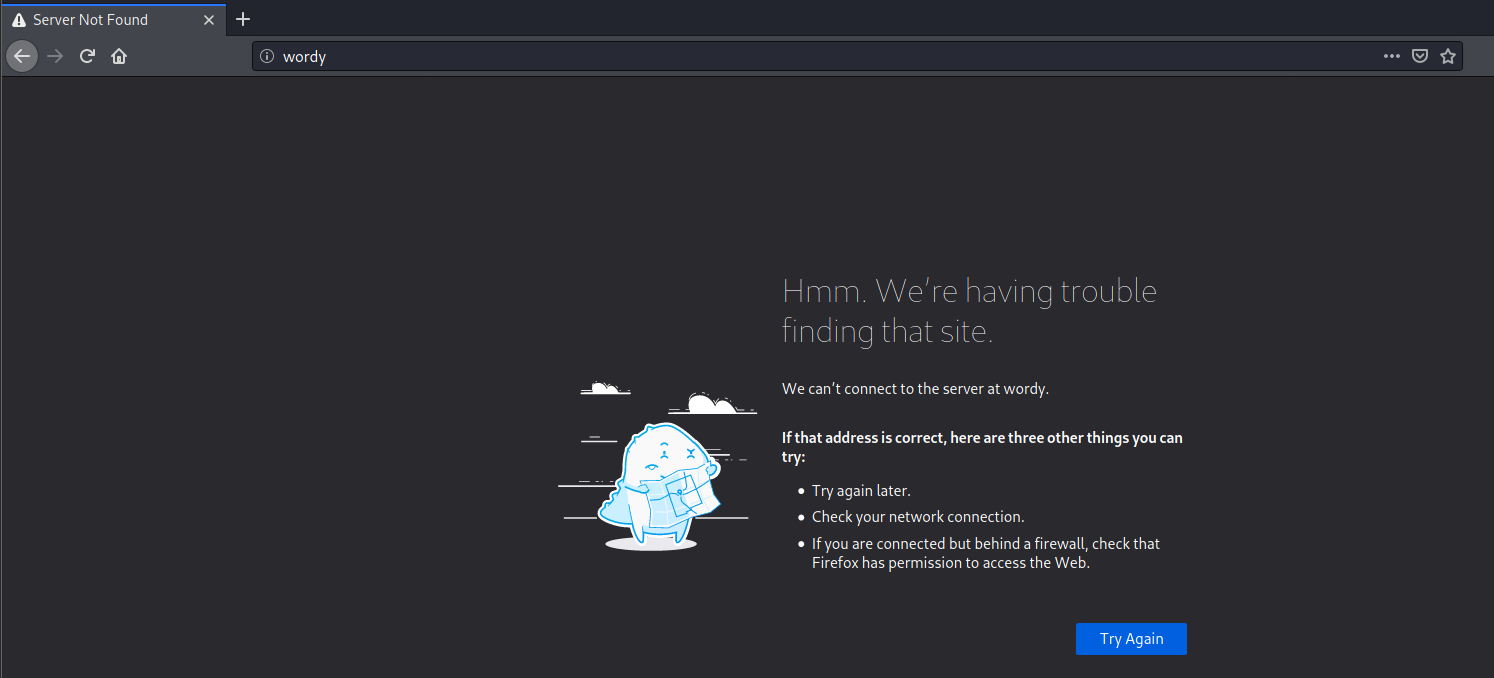 Server Not Found
wordy
Hmm. We’re having trouble
finding that site.
We can’t connect to the server at wordy.
If that address is correct, here are three other things you can
try:
Try again later.
Check your network connection.
If you are connected but behind a firewall, check that
Firefox has permission to access the Web.
Try Again